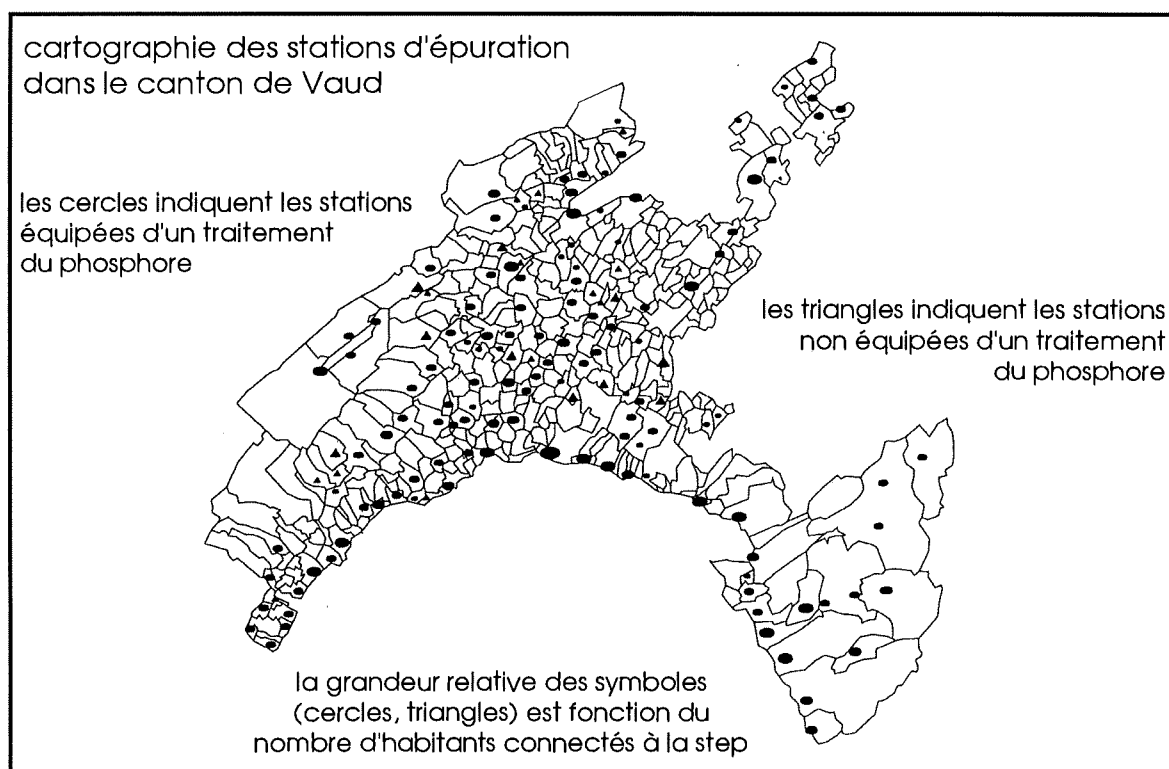 cartographie des stations d'épuration
dans le canton de Vaud
les cercles indiquent les stations
équipées d'un traitement
du phosphore
les triangles indiquent les stations
non équipées d'un traitement
du phosphore
la grandeur relative des symboles
(cercles, triangles) est fonction du
nombre d'habitants connectés à la step